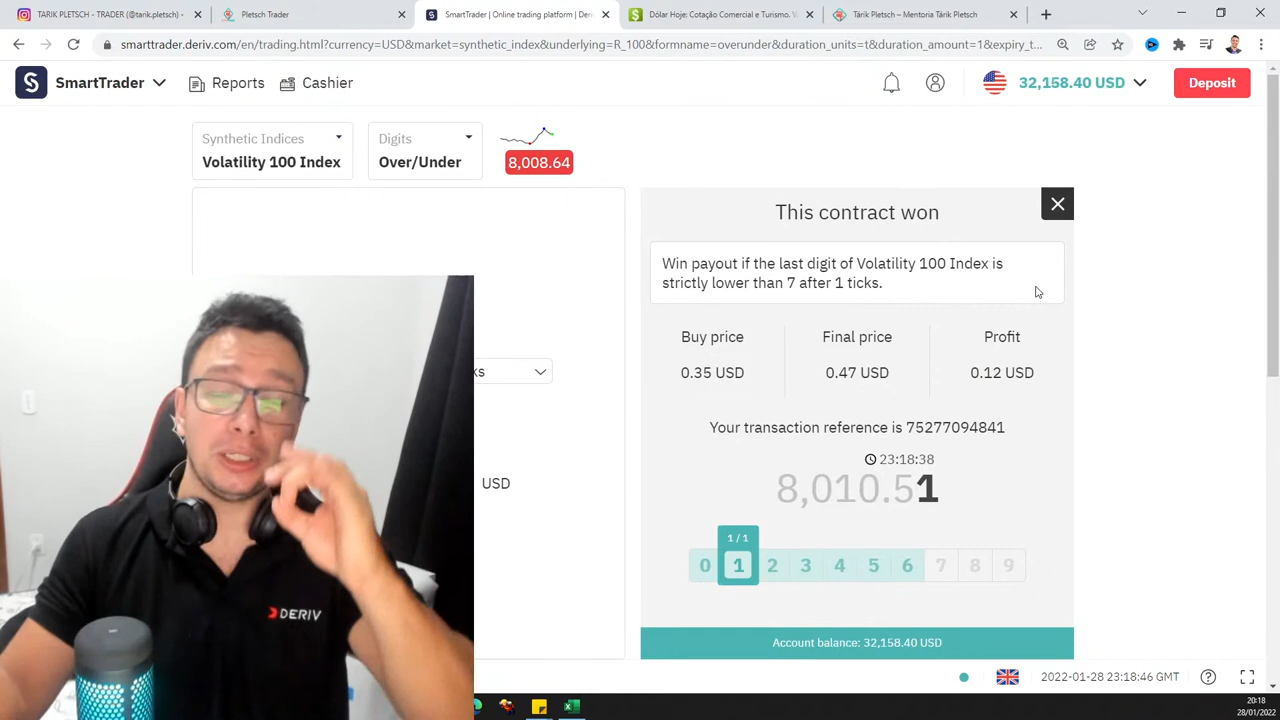 TARIK PLETSCH - TRADER (@tarik.pletsch) •
Pletsch Trader
SmartTrader | Online trading platform | Deri
Dólar Hoje: Cotação Comercial e Turismo. V
Tárik Pletsch – Mentoria Tárik Pletsch
smarttrader.deriv.com/en/trading.html?currency=USD&market=synthetic_index&underlying=R_100&formname=overunder&duration_units=t&duration_amount=1&expiry_t...
SmartTrader
Reports
Cashier
32,158.40 USD
Deposit
Synthetic Indices
Volatility 100 Index
Digits
Over/Under
8,008.64
This contract won
Win payout if the last digit of Volatility 100 Index is
strictly lower than 7 after 1 ticks.
Buy price
Final price
Profit
0.35 USD
0.47 USD
0.12 USD
ks
Your transaction reference is 75277094841
23:18:38
8,010.51
USD
1 / 1
0 1 2 3 4 5 6 7 8 9
DERIV
Account balance: 32,158.40 USD
2022-01-28 23:18:46 GMT
20:18
28/01/2022